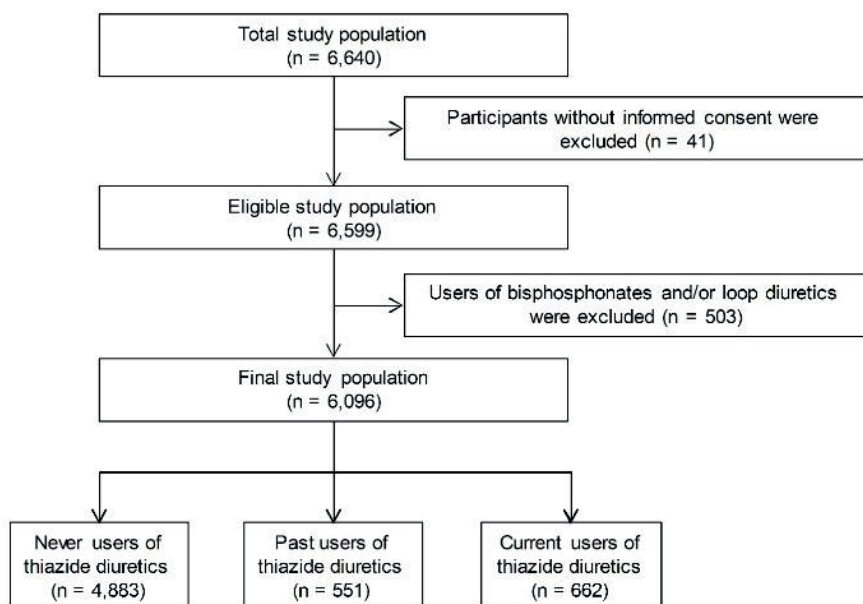 Total study population
(n = 6,640)
Participants without informed consent were
excluded (n = 41)
Eligible study population
(n = 6,599)
Users of bisphosphonates and/or loop diuretics
were excluded (n = 503)
Final study population
(n = 6,096)
Never users of
thiazide diuretics
(n = 4,883)
Past users of
thiazide diuretics
(n = 551)
Current users of
thiazide diuretics
(n = 662)